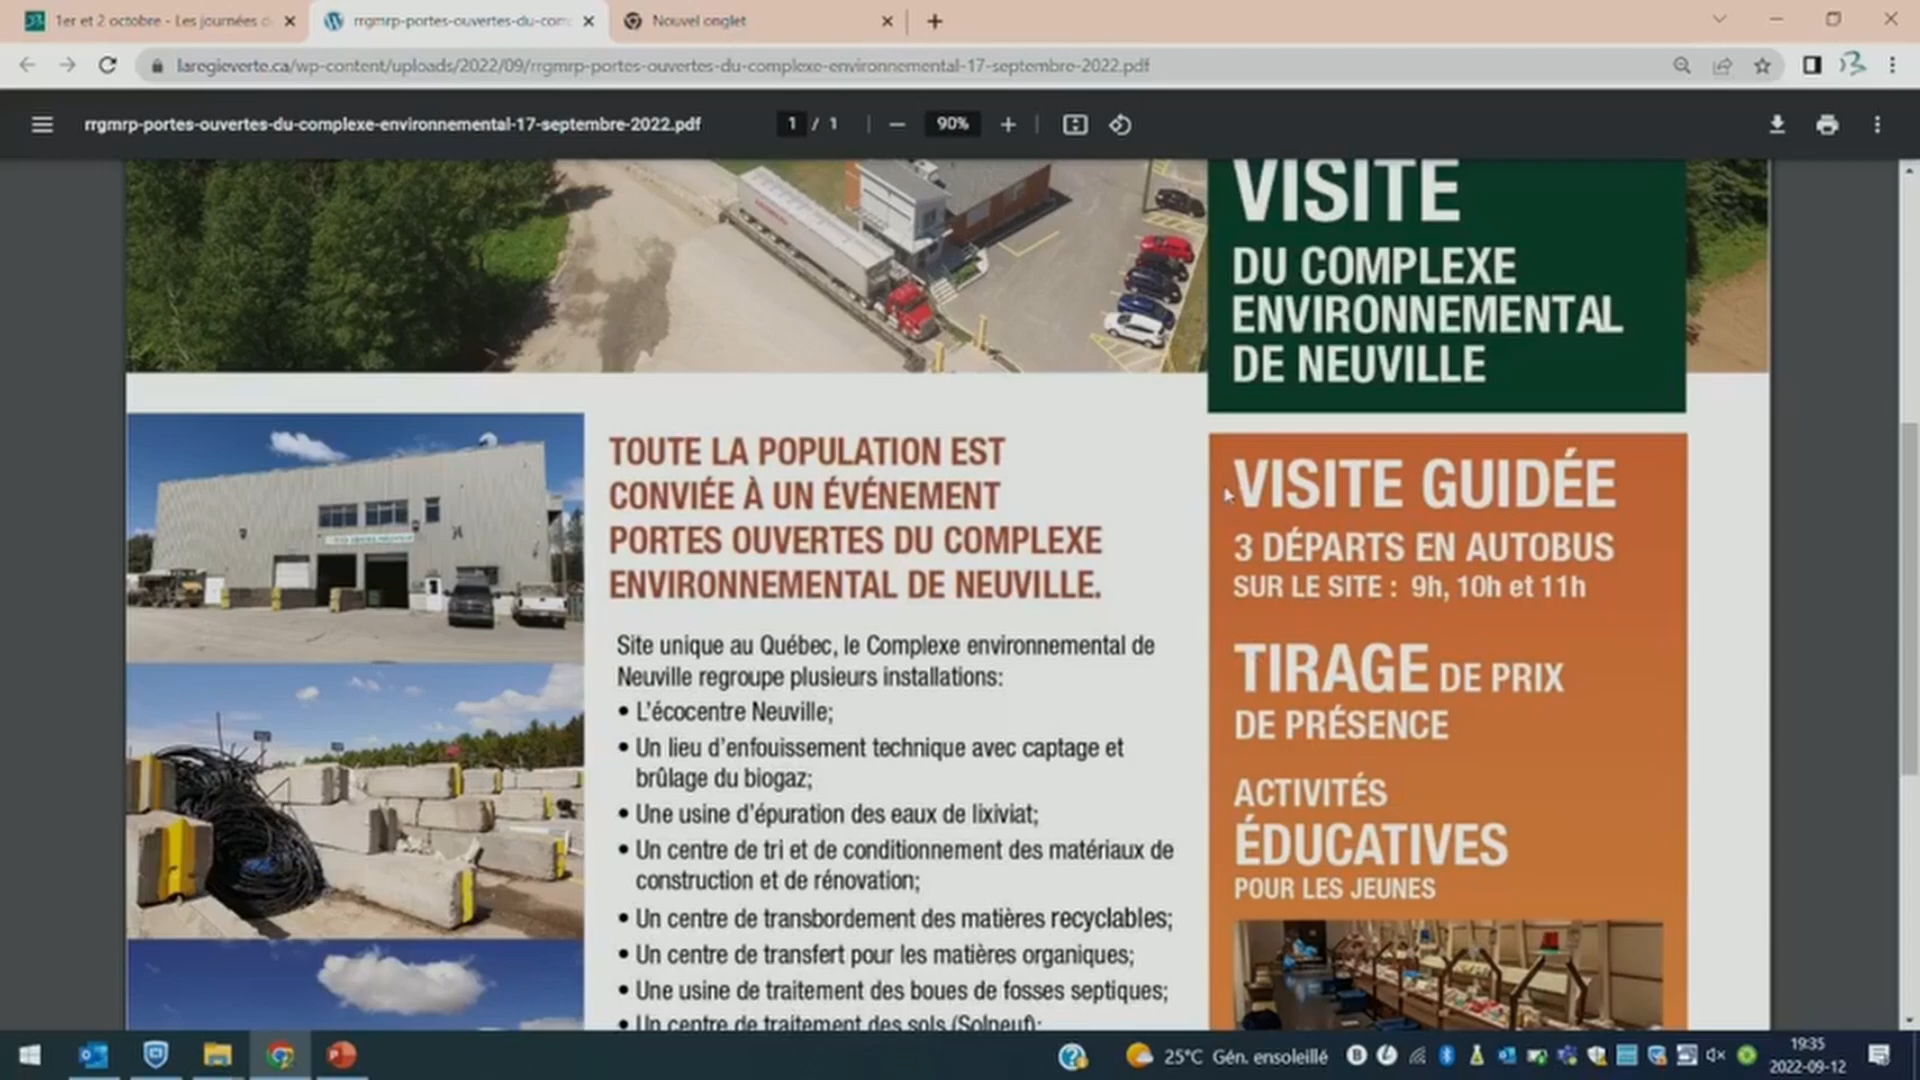 1er et 2 octobre - Les journées d
rrgmrp-portes-ouvertes-du-com
Nouvel onglet
laregieverte.ca/wp-content/uploads/2022/09/rrgmrp-portes-ouvertes-du-complexe-environnemental-17-septembre-2022.pdf
rrgmrp-portes-ouvertes-du-complexe-environnemental-17-septembre-2022.pdf
1 / 1
90%
VISITE
DU COMPLEXE
ENVIRONNEMENTAL
DE NEUVILLE
TOUTE LA POPULATION EST
CONVIÉE À UN ÉVÉNEMENT
PORTES OUVERTES DU COMPLEXE
ENVIRONNEMENTAL DE NEUVILLE.
Site unique au Québec, le Complexe environnemental de
Neuville regroupe plusieurs installations:
• L'écocentre Neuville;
• Un lieu d'enfouissement technique avec captage et
brûlage du biogaz;
• Une usine d'épuration des eaux de lixiviat;
• Un centre de tri et de conditionnement des matériaux de
construction et de rénovation;
• Un centre de transbordement des matières recyclables;
• Un centre de transfert pour les matières organiques;
• Une usine de traitement des boues de fosses septiques;
• Un centre de traitement des sols (Solneuf);
VISITE GUIDÉE
3 DÉPARTS EN AUTOBUS
SUR LE SITE : 9h, 10h et 11h
TIRAGE DE PRIX
DE PRÉSENCE
ACTIVITÉS
ÉDUCATIVES
POUR LES JEUNES
25°C Gén. ensoleillé
19:35
2022-09-12